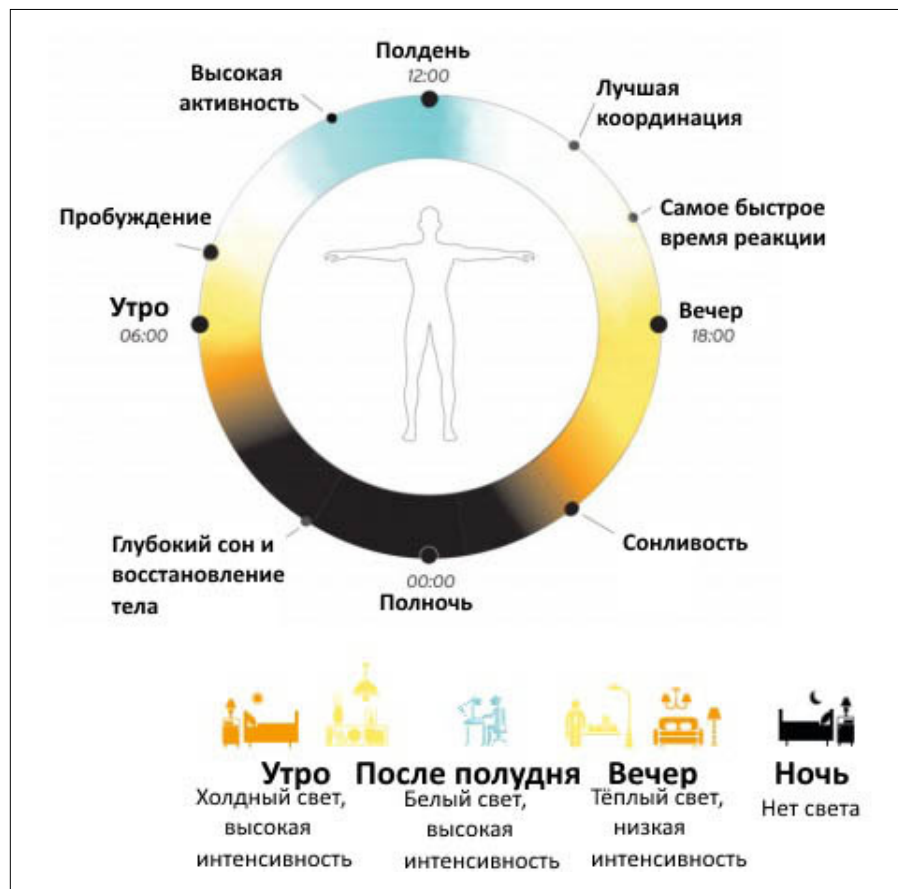 Полдень
12:00
Высокая
активность
Лучшая
координация
Пробуждение
Самое быстрое
время реакции
Утро
06:00
Вечер
18:00
Глубокий сон и
восстановление
тела
Сонливость
00:00
Полночь
Утро
Холдный свет,
высокая
интенсивность
После полудня
Белый свет,
высокая
интенсивность
Вечер
Тёплый свет,
низкая
интенсивность
Ночь
Нет света